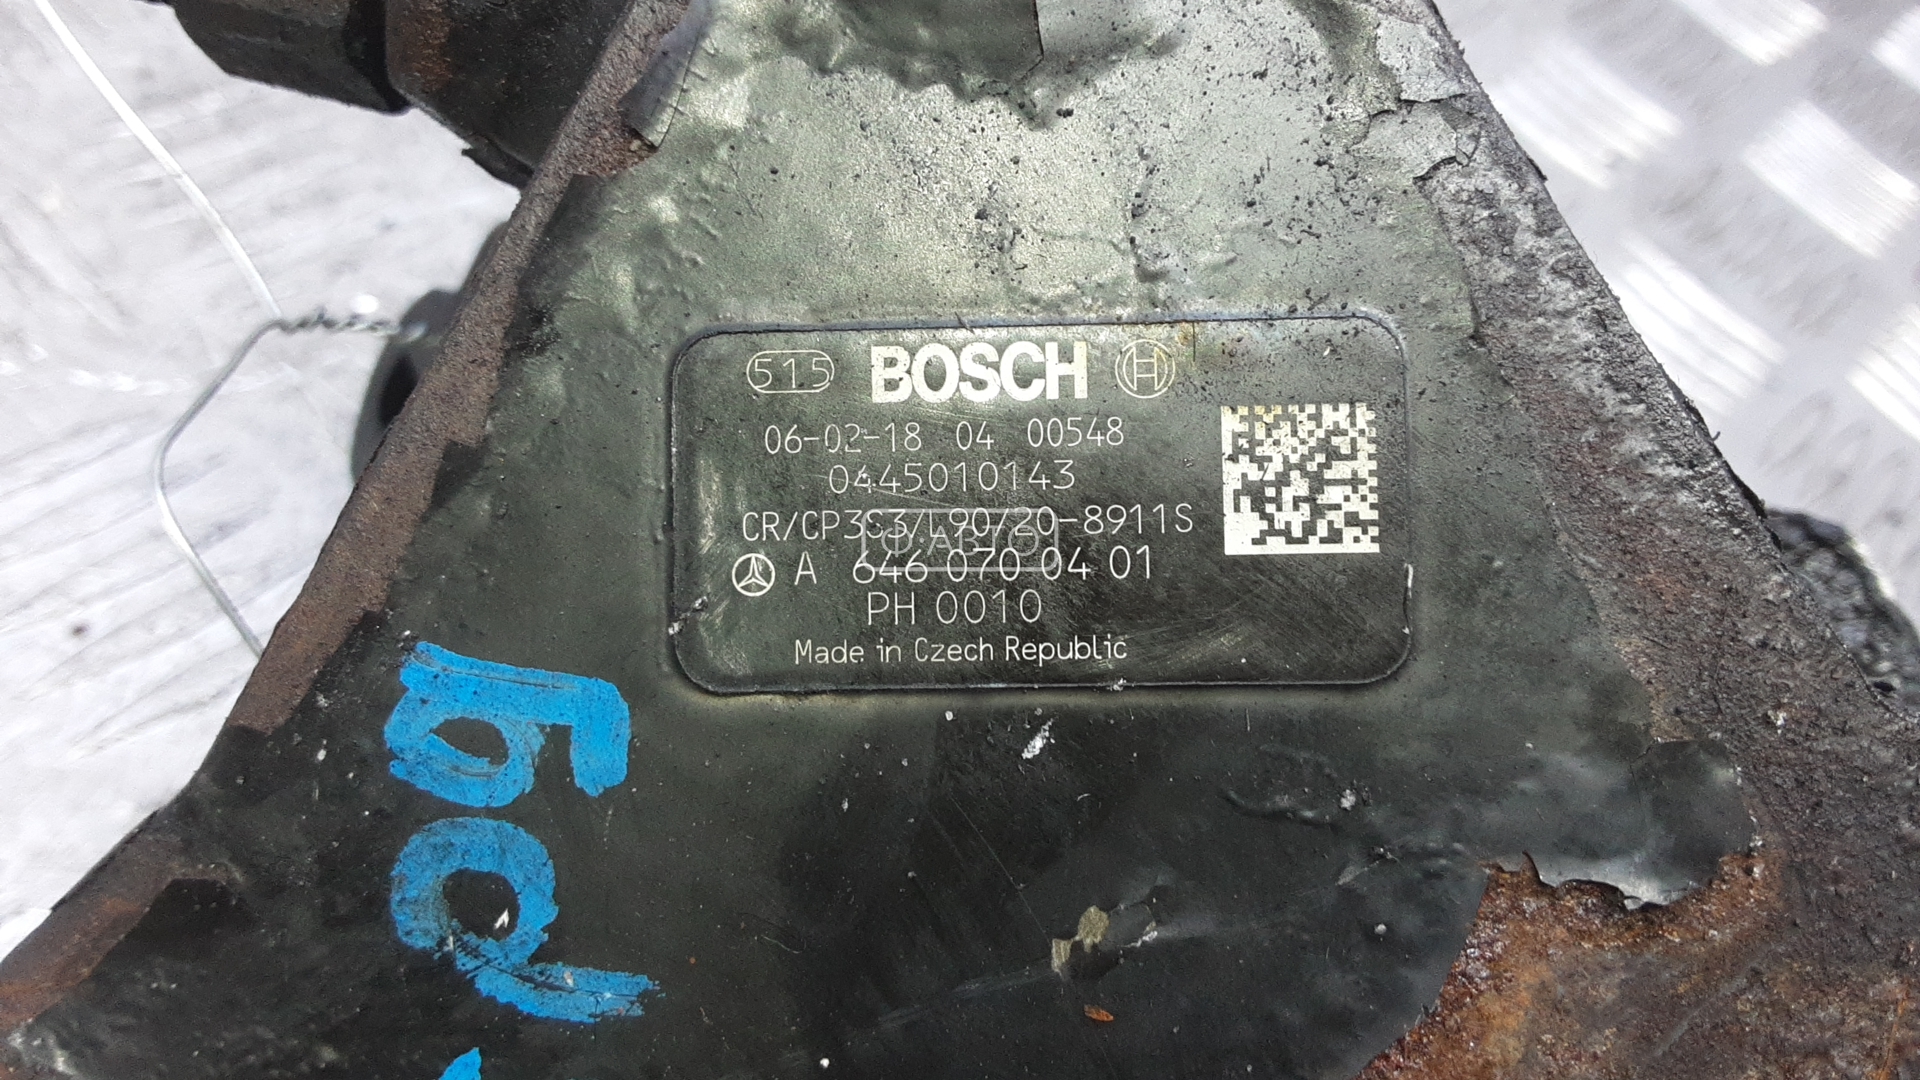 515 BOSCH
06-02-18 04 00548
0445010143
CR/CP3S3/L90/20-8911S
A 646 070 04 01
PH 0010
Made in Czech Republic
АВТО